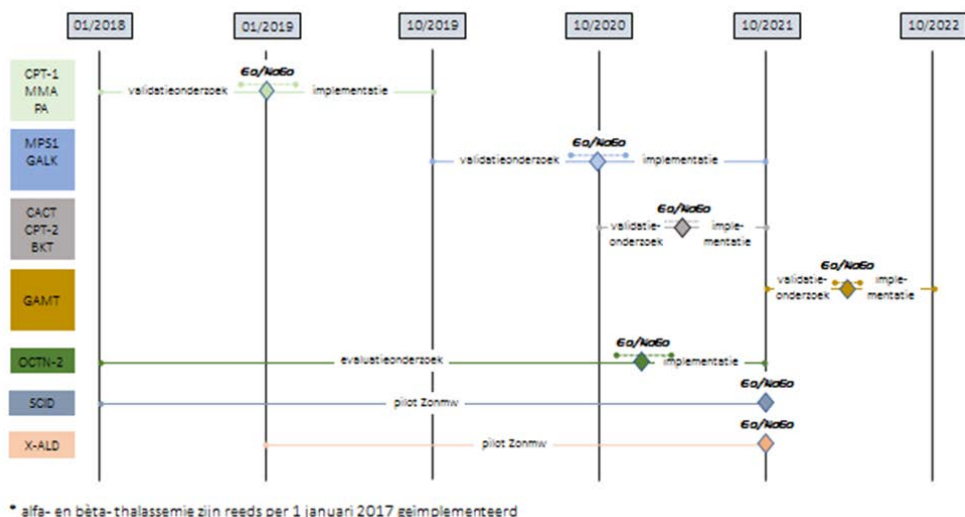 01/2018 01/2019 10/2019 10/2020 10/2021 10/2022
CPT-1
MMA
PA
validatieonderzoek Go/NoGo implementatie
MPS1
GALK
validatieonderzoek Go/NoGo implementatie
CACT
CPT-2
BKT
Go/NoGo
validatie- imple-
onderzoek mentatie
GAMT
Go/NoGo
validatie- imple-
onderzoek mentatie
OCTN-2
evaluatieonderzoek Go/NoGo implementatie
SCID
pilot Zonmw Go/NoGo
X-ALD
pilot Zonmw Go/NoGo
* alfa- en bèta- thalassemie zijn reeds per 1 januari 2017 geïmplementeerd